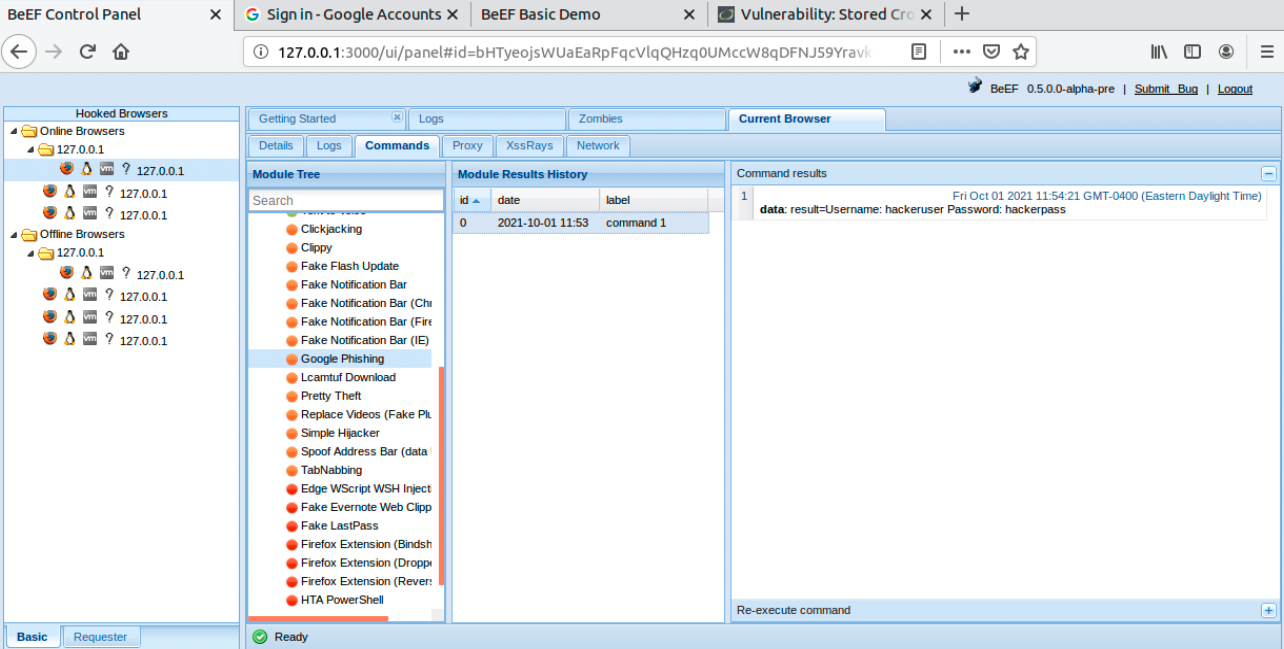 BeEF Control Panel
Sign in - Google Accounts
BeEF Basic Demo
Vulnerability: Stored Cro
127.0.0.1:3000/ui/panel#id=bHTyeojsWUaEaRpFqcVlqQHzq0UMccW8qDFNJ59Yravk
BeEF 0.5.0.0-alpha-pre | Submit Bug | Logout
Hooked Browsers
Online Browsers
127.0.0.1
? 127.0.0.1
? 127.0.0.1
? 127.0.0.1
Offline Browsers
127.0.0.1
? 127.0.0.1
? 127.0.0.1
? 127.0.0.1
? 127.0.0.1
Basic
Requester
Getting Started
Logs
Zombies
Current Browser
Details
Logs
Commands
Proxy
XssRays
Network
Module Tree
Search
Clickjacking
Clippy
Fake Flash Update
Fake Notification Bar
Fake Notification Bar (Chr
Fake Notification Bar (Fire
Fake Notification Bar (IE)
Google Phishing
Lcamtuf Download
Pretty Theft
Replace Videos (Fake Plu
Simple Hijacker
Spoof Address Bar (data
TabNabbing
Edge WScript WSH Injecti
Fake Evernote Web Clipp
Fake LastPass
Firefox Extension (Bindsh
Firefox Extension (Droppe
Firefox Extension (Revers
HTA PowerShell
Module Results History
id date label
0 2021-10-01 11:53 command 1
Command results
1 Fri Oct 01 2021 11:54:21 GMT-0400 (Eastern Daylight Time)
data: result=Username: hackeruser Password: hackerpass
Re-execute command
Ready